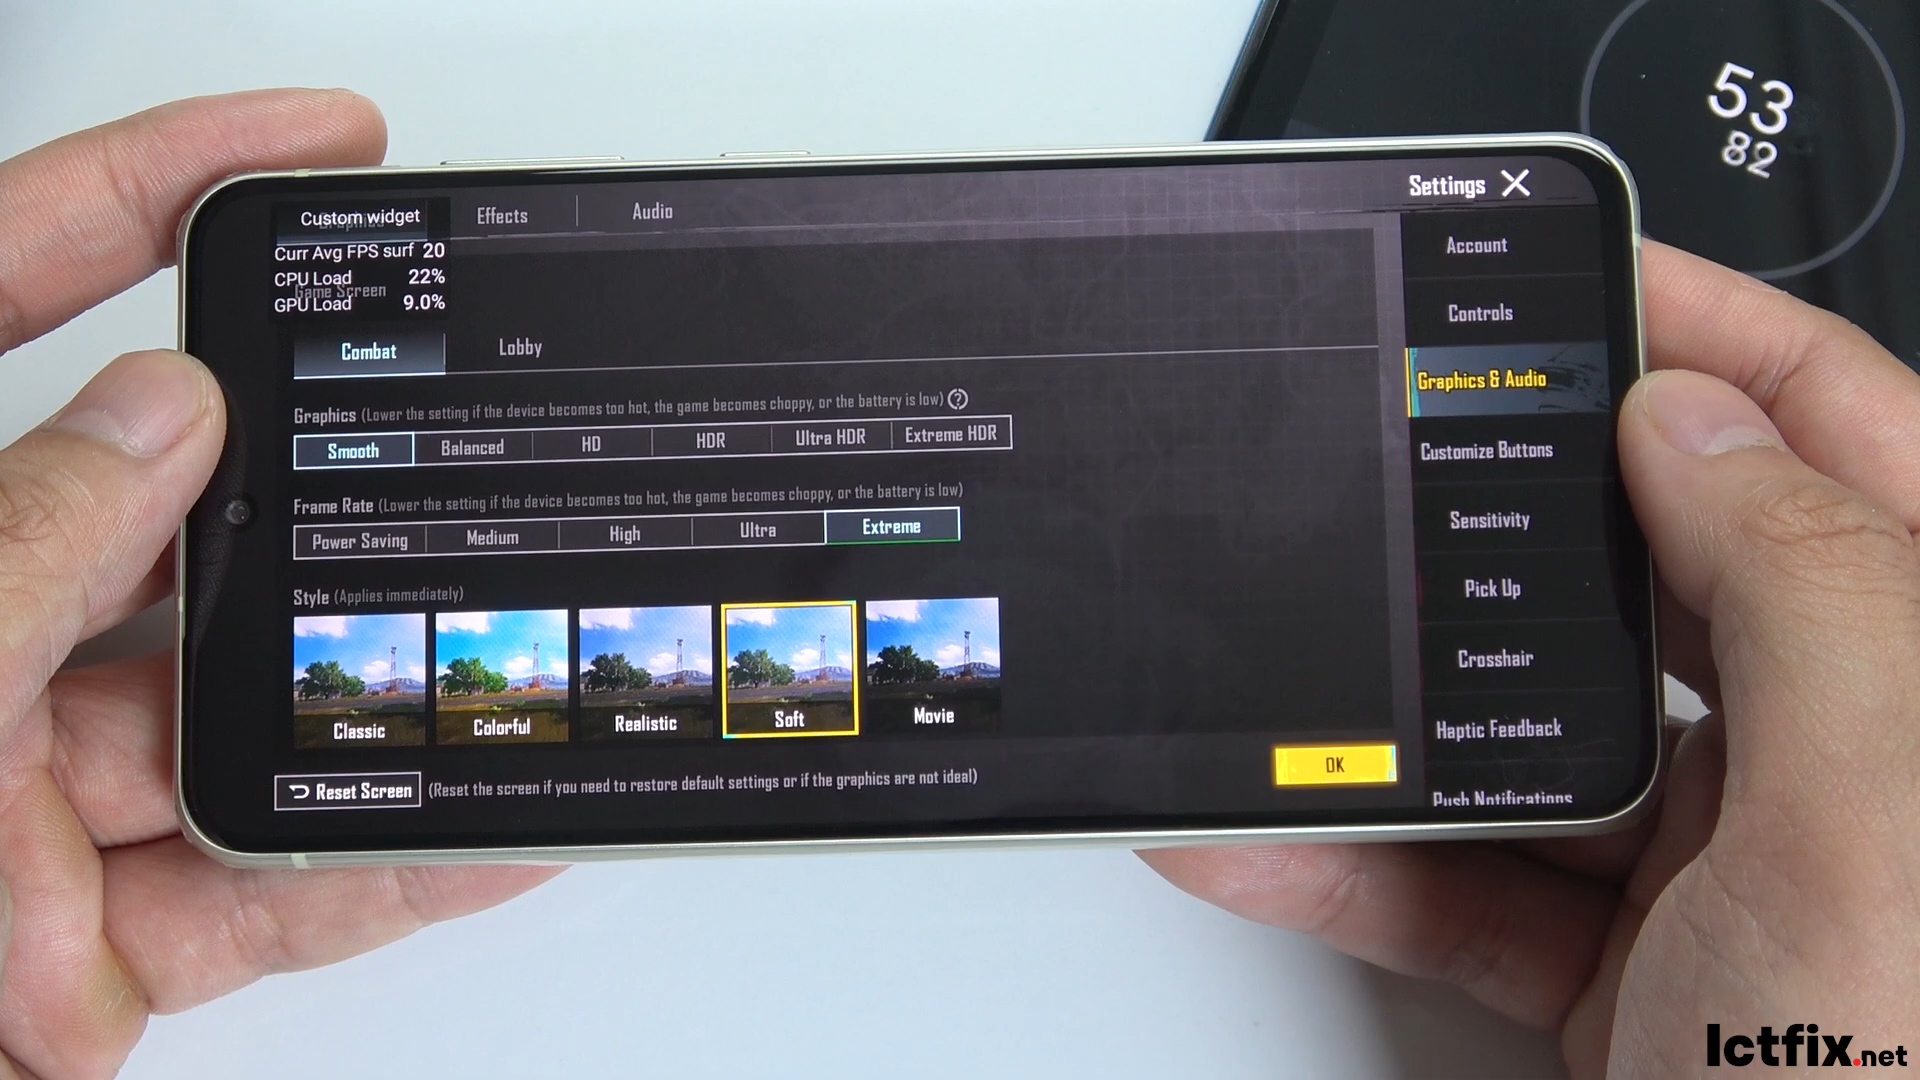 53
82
Settings
Custom widget
Graphics
Effects
Audio
Curr Avg FPS surf 20
CPU Load 22%
Game Screen
GPU Load 9.0%
Combat
Lobby
Graphics (Lower the setting if the device becomes too hot, the game becomes choppy, or the battery is low) ?
Smooth
Balanced
HD
HDR
Ultra HDR
Extreme HDR
Frame Rate (Lower the setting if the device becomes too hot, the game becomes choppy, or the battery is low)
Power Saving
Medium
High
Ultra
Extreme
Style (Applies immediately)
Classic
Colorful
Realistic
Soft
Movie
Reset Screen
(Reset the screen if you need to restore default settings or if the graphics are not ideal)
OK
Account
Controls
Graphics & Audio
Customize Buttons
Sensitivity
Pick Up
Crosshair
Haptic Feedback
Push Notifications
Ictfix.net